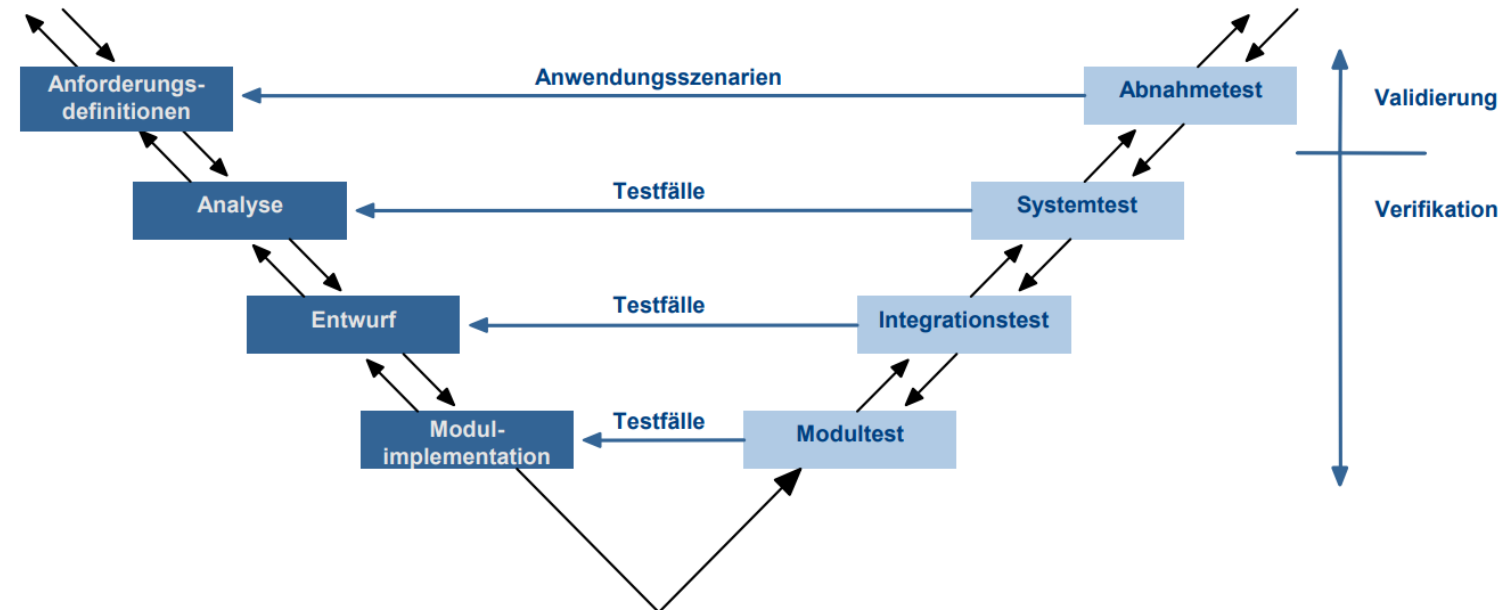 Anforderungs-
definitionen
Anwendungsszenarien
Abnahmetest
Validierung
Analyse
Testfälle
Systemtest
Verifikation
Entwurf
Testfälle
Integrationstest
Modul-
implementation
Testfälle
Modultest